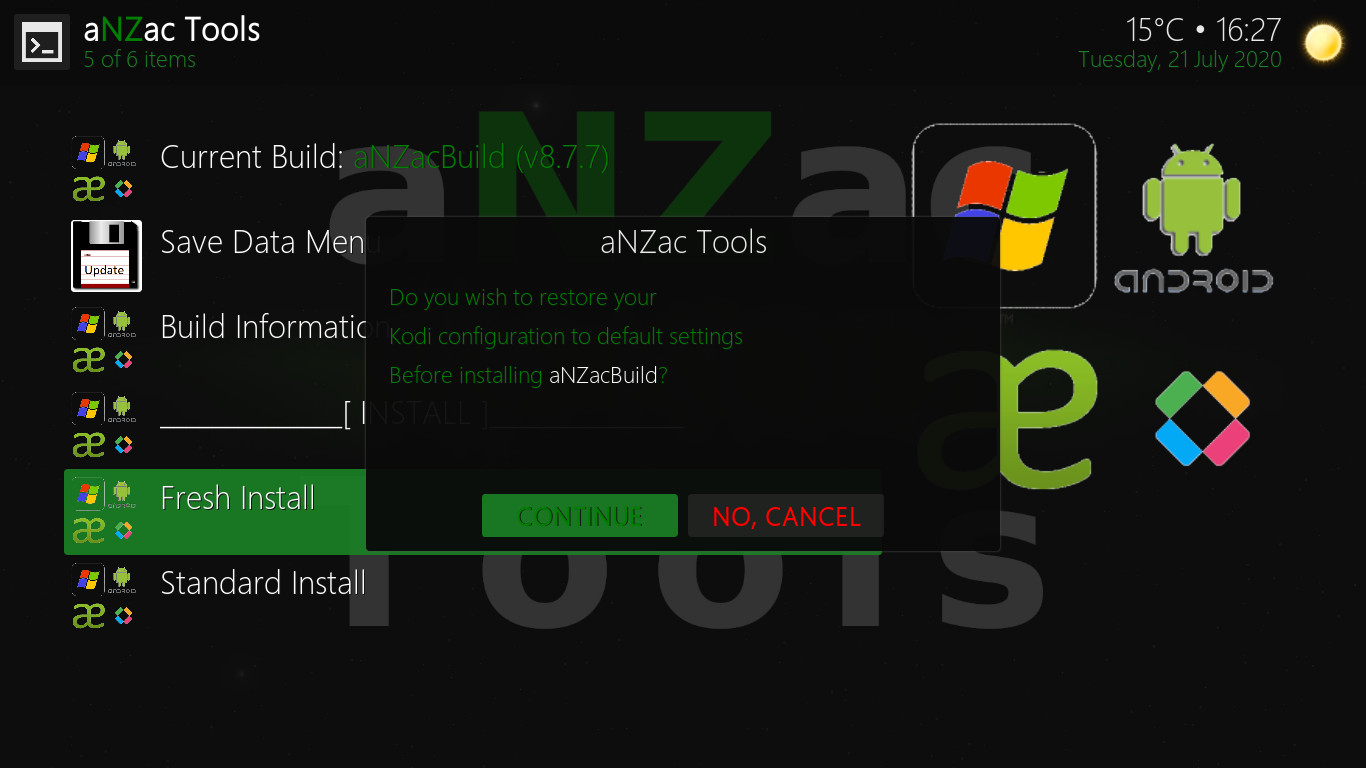 aNZac Tools
5 of 6 items
15°C • 16:27
Tuesday, 21 July 2020
aNZac
Tools
ANDROID
æ
Current Build: aNZacBuild (v8.7.7)
Save Data Menu
Update
Build Information
______________[ INSTALL ]_______________
Fresh Install
Standard Install
aNZac Tools
Do you wish to restore your
Kodi configuration to default settings
Before installing aNZacBuild?
CONTINUE
NO, CANCEL